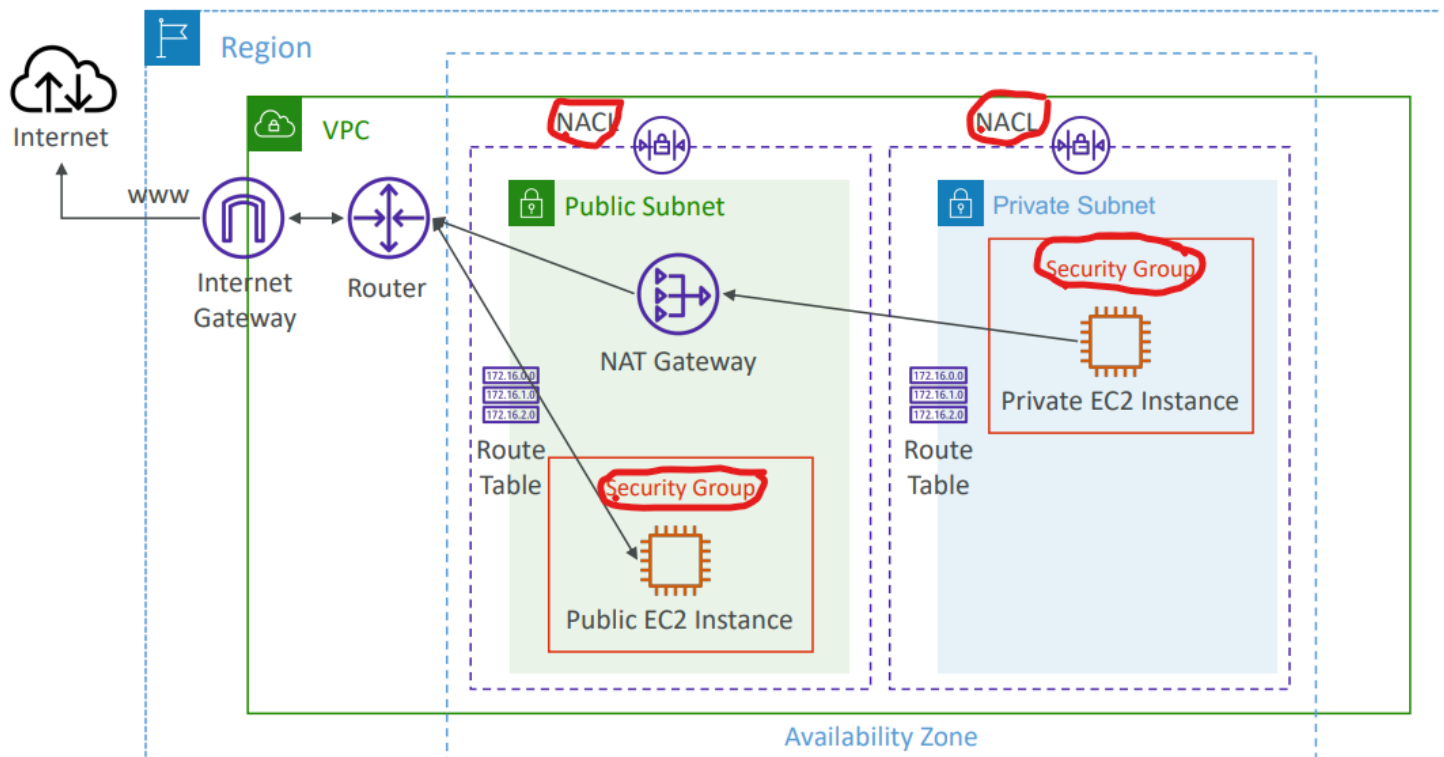 Region
Internet
VPC
NACL
NACL
www
Public Subnet
Private Subnet
Security Group
Internet
Gateway
Router
NAT Gateway
172.16.0.0
172.16.1.0
172.16.2.0
Route
Table
172.16.0.0
172.16.1.0
172.16.2.0
Route
Table
Private EC2 Instance
Security Group
Public EC2 Instance
Availability Zone